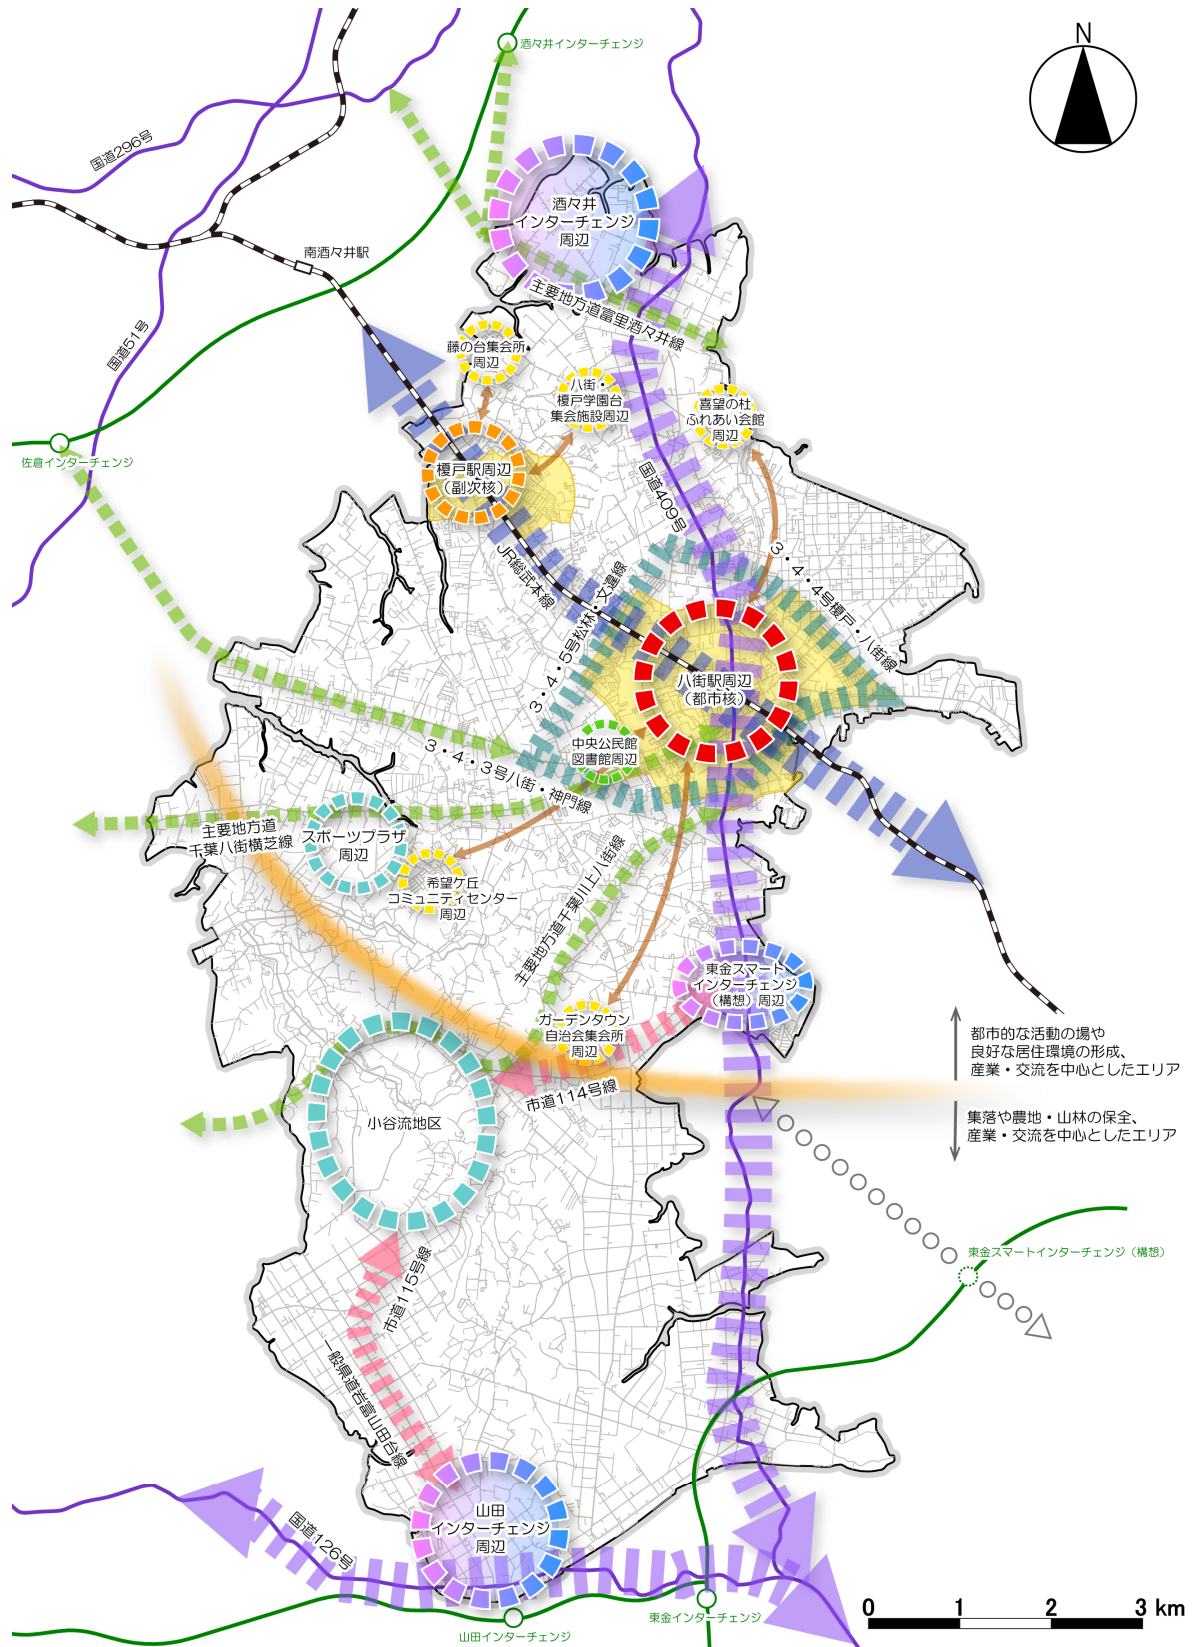 N
酒々井インターチェンジ
国道296号
酒々井
インターチェンジ
周辺
南酒々井駅
主要地方道富里酒々井線
国道51号
藤の台集会所
周辺
八街・
榎戸学園台
集会施設周辺
喜望の杜
ふれあい会館
周辺
佐倉インターチェンジ
榎戸駅周辺
（副次核）
国道409号
JR総武本線
3・4・5号松林・文違線
3・4・4号榎戸・八街線
八街駅周辺
（都市核）
中央公民館
図書館周辺
3・4・3号八街・神門線
主要地方道
千葉八街横芝線
スポーツプラザ
周辺
希望ケ丘
コミュニティセンター
周辺
主要地方道千葉川上八街線
東金スマート
インターチェンジ
（構想）周辺
ガーデンタウン
自治会集会所
周辺
都市的な活動の場や
良好な居住環境の形成、
産業・交流を中心としたエリア
市道114号線
集落や農地・山林の保全、
産業・交流を中心としたエリア
小谷流地区
東金スマートインターチェンジ（構想）
市道115号線
一般県道岩富山田台線
山田
インターチェンジ
周辺
国道126号
東金インターチェンジ
山田インターチェンジ
0 1 2 3 km